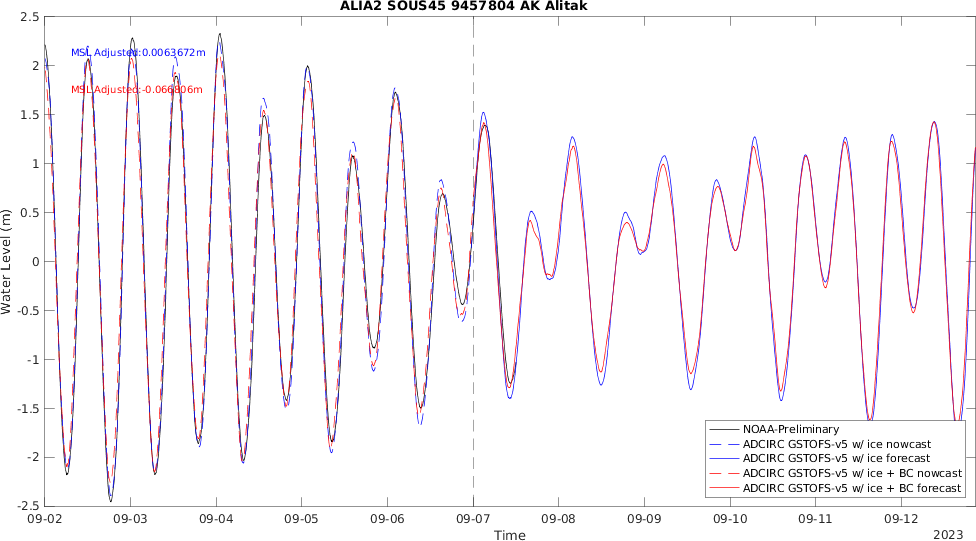 ALIA2 SOUS45 9457804 AK Alitak
2.5
2
1.5
1
0.5
0
-0.5
-1
-1.5
-2
-2.5
Water Level (m)
MSL Adjusted:0.0063672m
MSL Adjusted:-0.066806m
NOAA-Preliminary
ADCIRC GSTOFS-v5 w/ ice nowcast
ADCIRC GSTOFS-v5 w/ ice forecast
ADCIRC GSTOFS-v5 w/ ice + BC nowcast
ADCIRC GSTOFS-v5 w/ ice + BC forecast
09-02 09-03 09-04 09-05 09-06 09-07 09-08 09-09 09-10 09-11 09-12
Time
2023